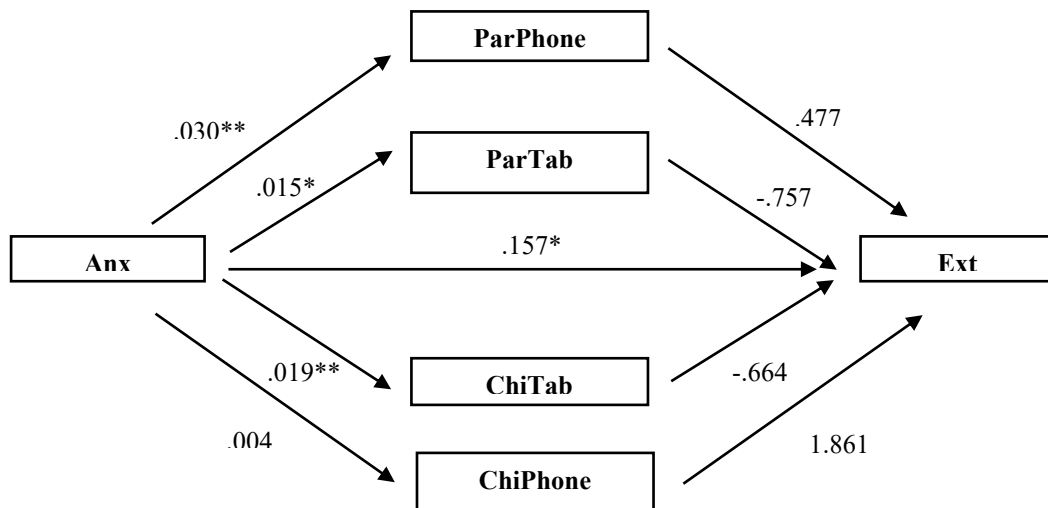 ParPhone
.030**
.477
ParTab
.015*
-.757
Anx
.157*
Ext
.019**
ChiTab
-.664
.004
1.861
ChiPhone